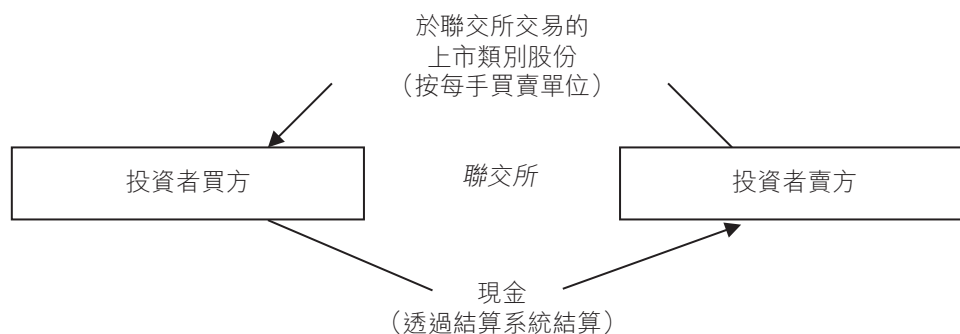 於聯交所交易的
上市類別股份
（按每手買賣單位）
投資者買方
聯交所
投資者賣方
現金
（透過結算系統結算）